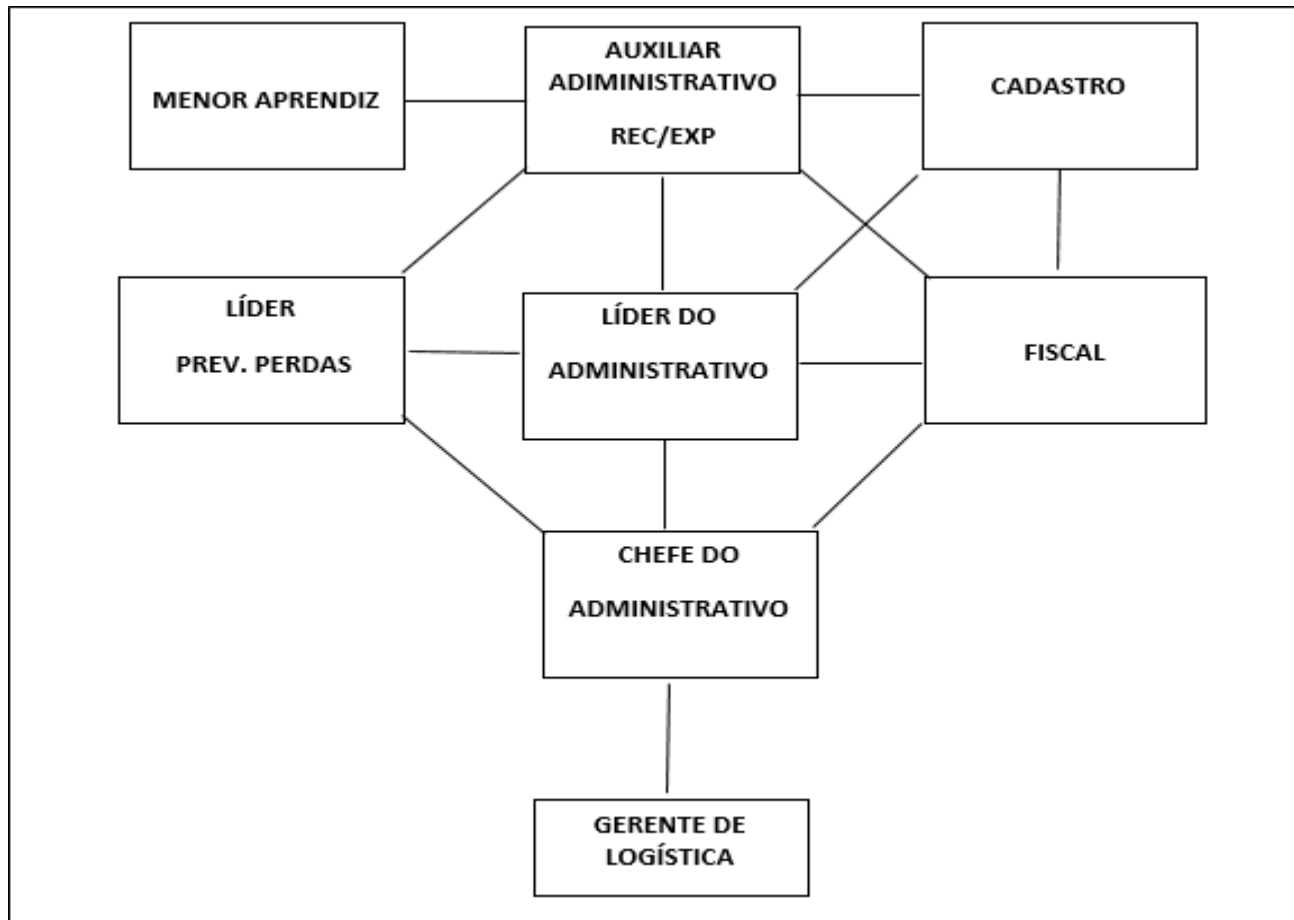 MENOR APRENDIZ
AUXILIAR
ADIMINISTRATIVO
REC/EXP
CADASTRO
LÍDER
PREV. PERDAS
LÍDER DO
ADMINISTRATIVO
FISCAL
CHEFE DO
ADMINISTRATIVO
GERENTE DE
LOGÍSTICA